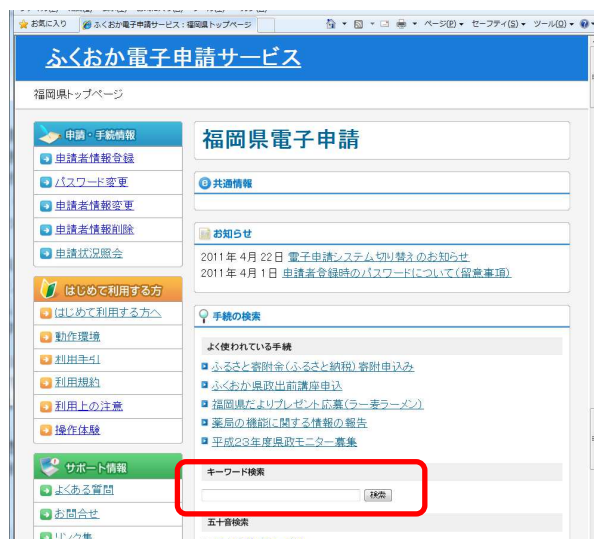 お気に入り
ふくおか電子申請サービス：福岡県トップページ
ページ(P)
セーフティ(S)
ツール(O)
ふくおか電子申請サービス
福岡県トップページ
申請・手続情報
申請者情報登録
パスワード変更
申請者情報変更
申請者情報削除
申請状況照会
はじめて利用する方
はじめて利用する方へ
動作環境
利用手引
利用規約
利用上の注意
操作体験
サポート情報
よくある質問
お問合せ
リンク集
福岡県電子申請
共通情報
お知らせ
2011年 4月 22日 電子申請システム切り替えのお知らせ
2011年 4月 1日 申請者登録時のパスワードについて(留意事項)
手続の検索
よく使われている手続
ふるさと寄附金(ふるさと納税)寄附申込み
ふくおか県政出前講座申込
福岡県だよりプレゼント応募(ラー麦ラーメン)
薬局の機能に関する情報の報告
平成23年度県政モニター募集
キーワード検索
検索
五十音検索